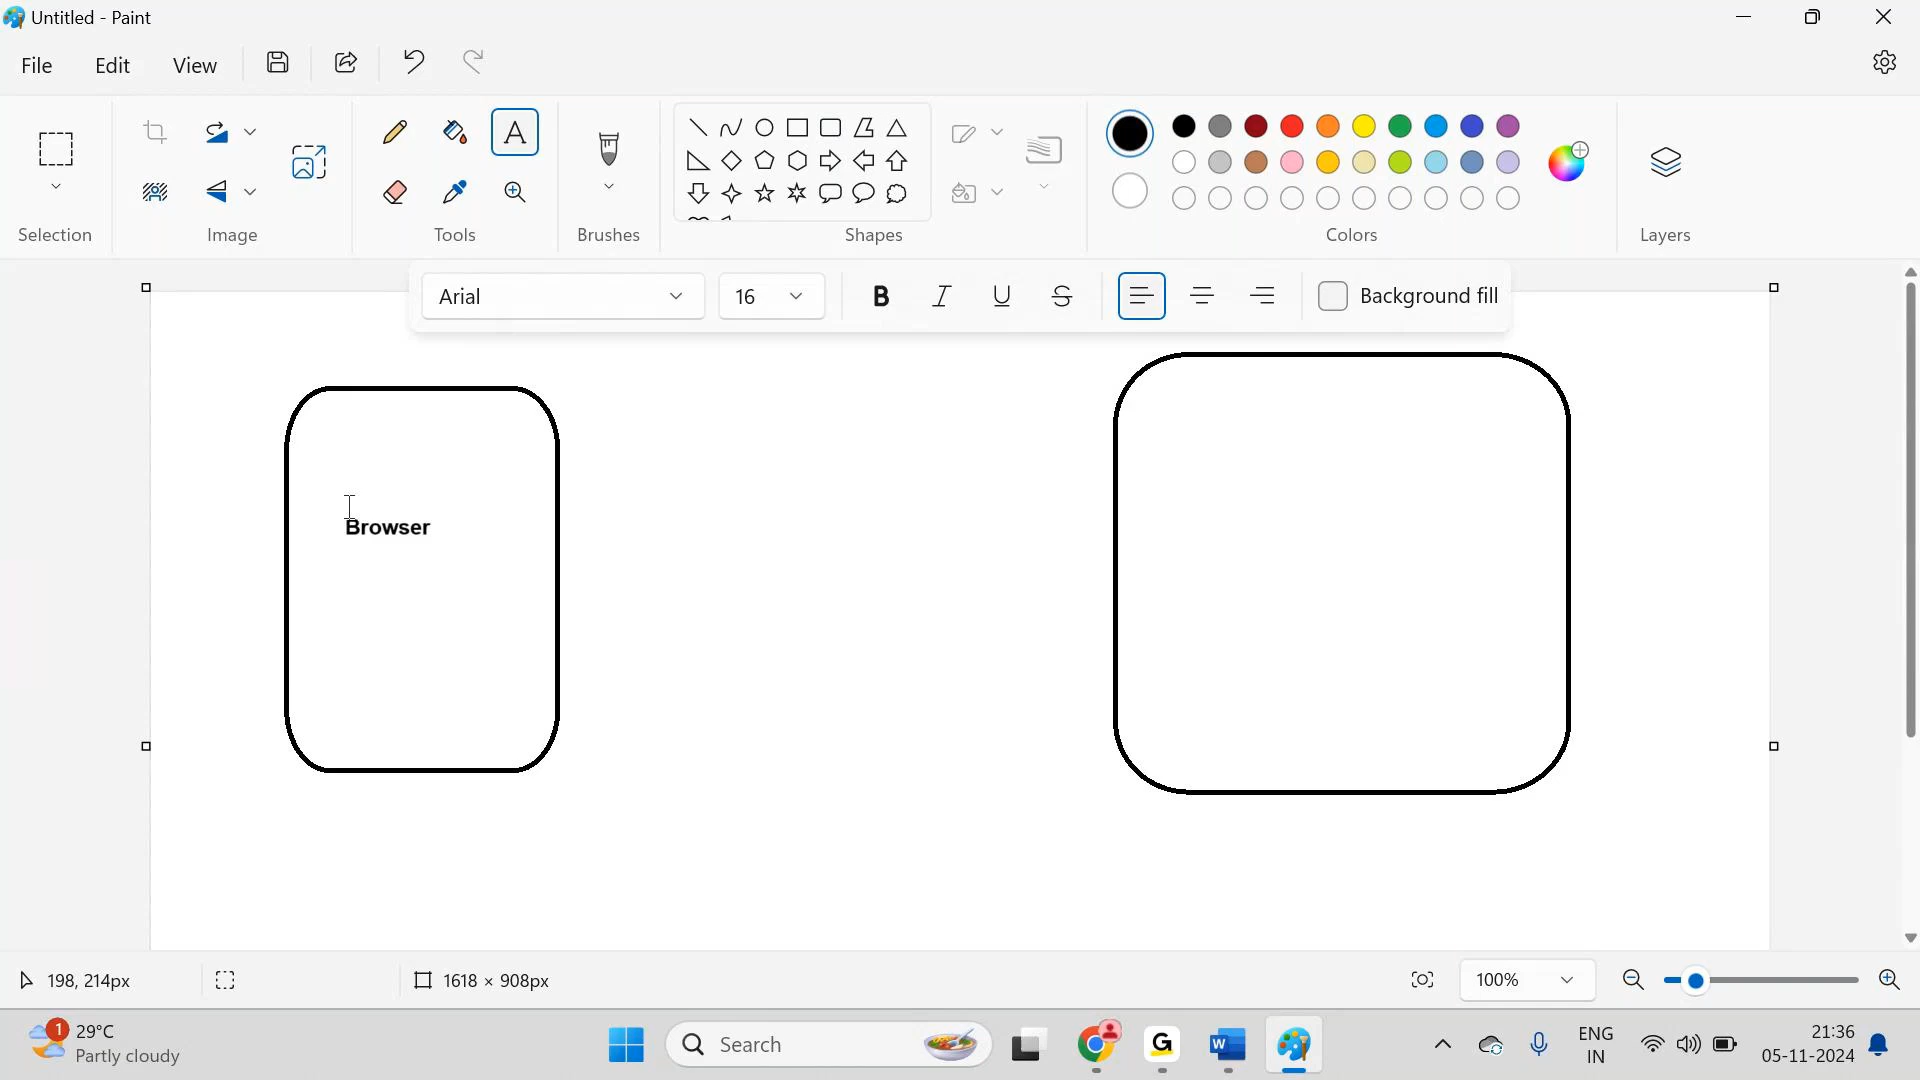 Untitled - Paint
File Edit View
Selection Image Tools Brushes Shapes Colors Layers
Arial 16 B I U S Background fill
Browser
198, 214px 1618 × 908px 100%
1 29°C
Partly cloudy
Search
ENG
IN
21:36
05-11-2024